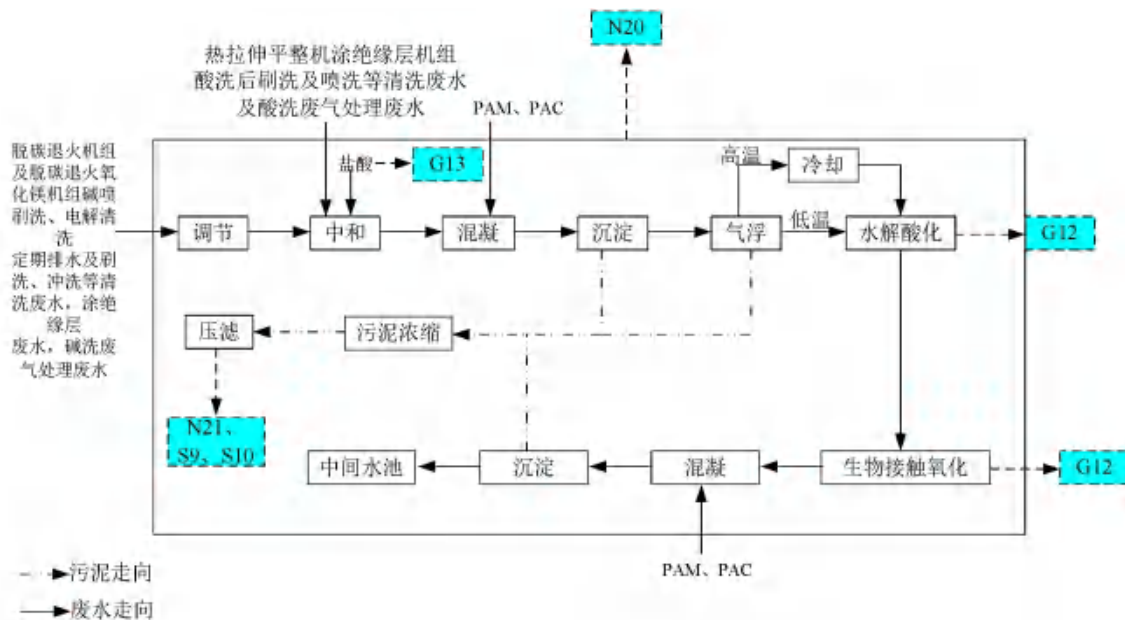 N20
热拉伸平整机涂绝缘层机组
酸洗后刷洗及喷洗等清洗废水
及酸洗废气处理废水
PAM、PAC
脱碳退火机组
及脱碳退火氧
化镁机组碱喷
刷洗、电解清
洗
定期排水及刷
洗、冲洗等清
洗废水，涂绝
缘层
废水，碱洗废
气处理废水
盐酸
G13
高温
冷却
调节
中和
混凝
沉淀
气浮
低温
水解酸化
G12
压滤
污泥浓缩
N21、
S9、S10
中间水池
沉淀
混凝
生物接触氧化
G12
PAM、PAC
污泥走向
废水走向